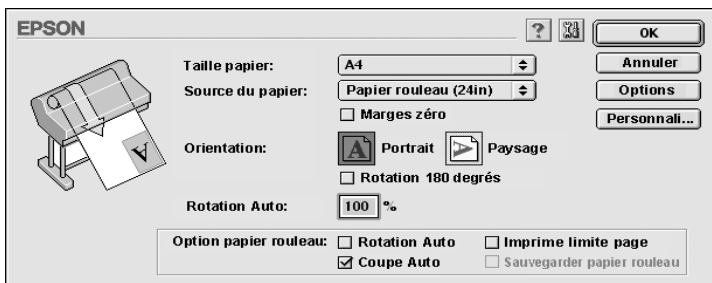 EPSON
? OK
Taille papier: A4 Annuler
Source du papier: Papier rouleau (24in) Options
Marges zéro Personnali...
Orientation: A Portrait A Paysage
Rotation 180 degrés
Rotation Auto: 100 %
Option papier rouleau: Rotation Auto Imprime limite page
Coupe Auto Sauvegarder papier rouleau
A